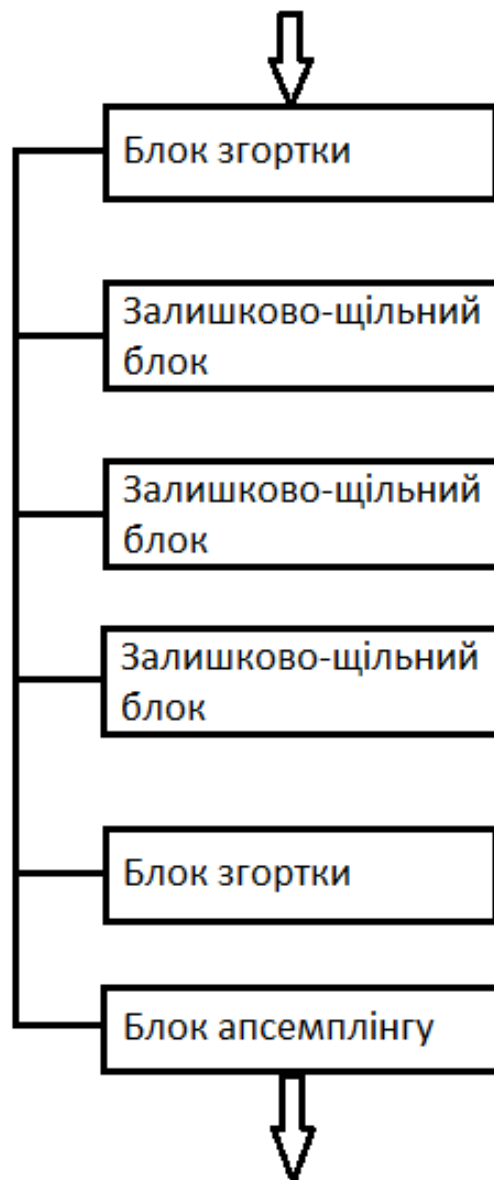 Блок згортки
Залишково-щільний
блок
Залишково-щільний
блок
Залишково-щільний
блок
Блок згортки
Блок апсемплінгу